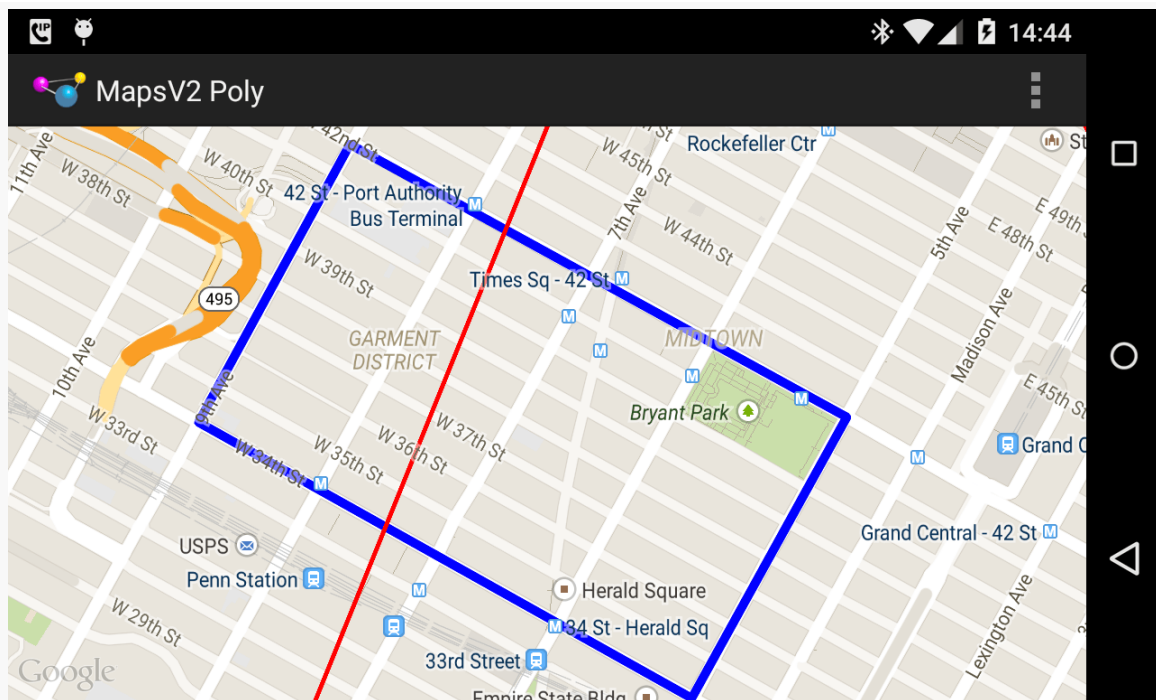 14:44
MapsV2 Poly
11th Ave
W 38th St
W 40th St
W 42nd St
42 St - Port Authority
Bus Terminal
W 45th St
Rockefeller Ctr
St
7th Ave
W 44th St
5th Ave
E 49th St
E 48th St
W 39th St
Times Sq - 42 St
495
GARMENT
DISTRICT
MIDTOWN
Madison Ave
10th Ave
9th Ave
Bryant Park
E 45th St
W 33rd St
W 34th St
W 35th St
W 36th St
W 37th St
Grand C
USPS
Penn Station
Grand Central - 42 St
Herald Square
W 29th St
34 St - Herald Sq
33rd Street
Lexington Ave
Google
Empire State Bldg